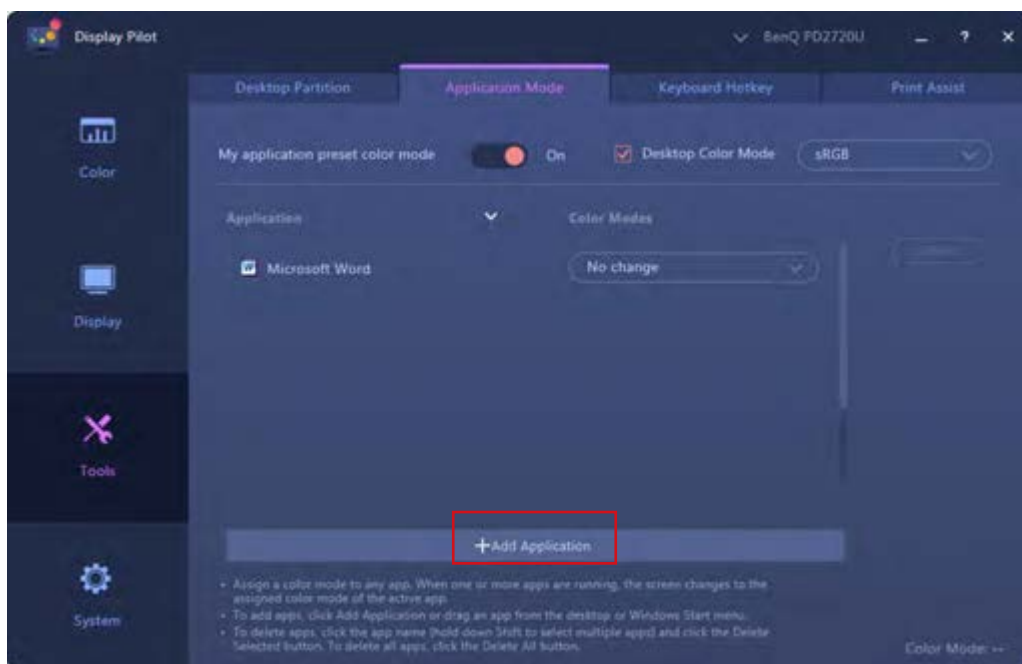 Display Pilot
BenQ PD2720U
?
Desktop Partition
Application Mode
Keyboard Hotkey
Print Assist
Color
My application preset color mode
On
Desktop Color Mode
sRGB
Application
Color Modes
Microsoft Word
No change
Display
Tools
+Add Application
System
• Assign a color mode to any app. When one or more apps are running, the screen changes to the
assigned color mode of the active app.
• To add apps, click Add Application or drag an app from the desktop or Windows Start menu.
• To delete apps, click the app name (hold down Shift to select multiple apps) and click the Delete
Selected button. To delete all apps, click the Delete All button.
Color Mode: --